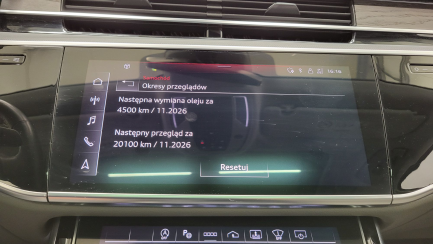 Okresy przeglądów
Następna wymiana oleju za
4500 km / 11.2026
Następny przegląd za
20100 km / 11.2026
Resetuj